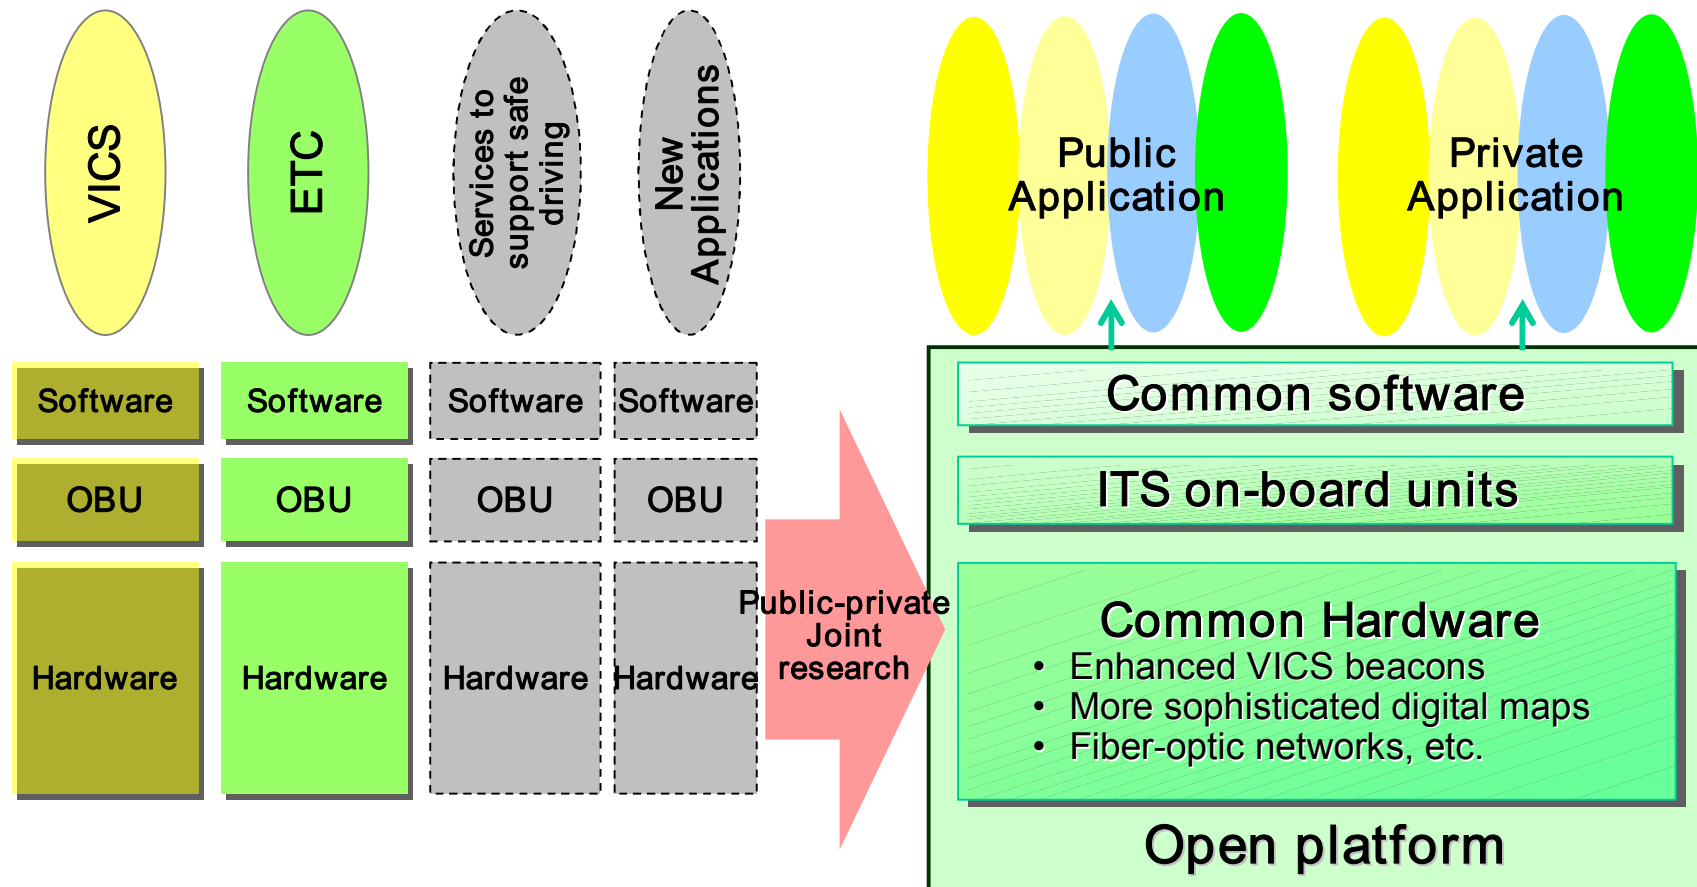 VICS
ETC
Services to
support safe
driving
New
Applications
Software
Software
Software
Software
OBU
OBU
OBU
OBU
Hardware
Hardware
Hardware
Hardware
Public-private
Joint
research
Public
Application
Private
Application
Common software
ITS on-board units
Common Hardware
• Enhanced VICS beacons
• More sophisticated digital maps
• Fiber-optic networks, etc.
Open platform